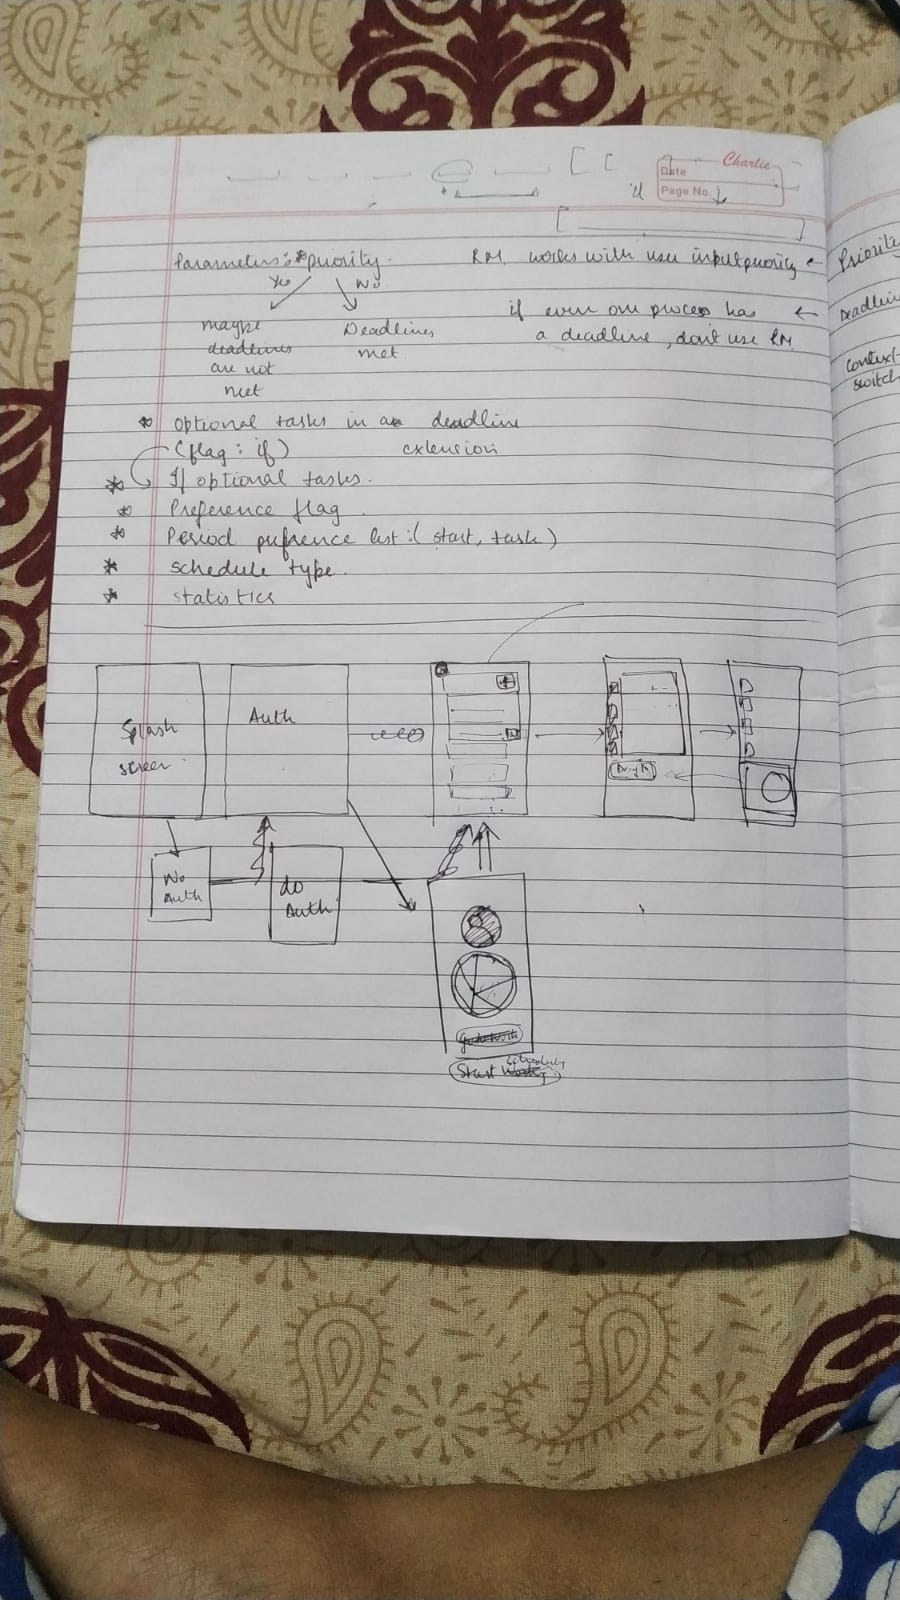 Charlie
Date
Page No.
Parameters: * priority.
Yes No
maybe deadlines are not met
Deadlines met
RM works with user input priority ←
Priority
if even one process has ←
a deadline, don't use RM.
Deadline
Context-
switch
* optional tasks in a deadline
(flag: if) extension
* If optional tasks.
* Preference flag
* Period prefrence list :( start, task)
* schedule type.
* statistics
Splash
screen
Auth
No
Auth
do
Auth
Start